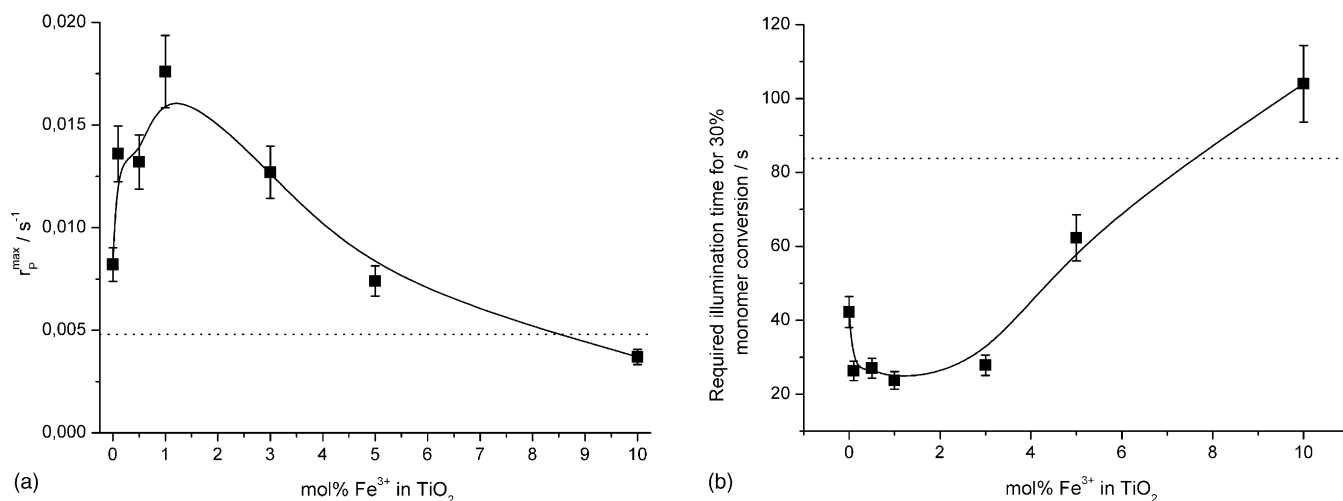 0,020
0,015
0,010
0,005
0,000
r_P^max / s^-1
0 1 2 3 4 5 6 7 8 9 10
mol% Fe³⁺ in TiO₂
(a)
120
100
80
60
40
20
Required illumination time for 30%
monomer conversion / s
0 2 4 6 8 10
mol% Fe³⁺ in TiO₂
(b)